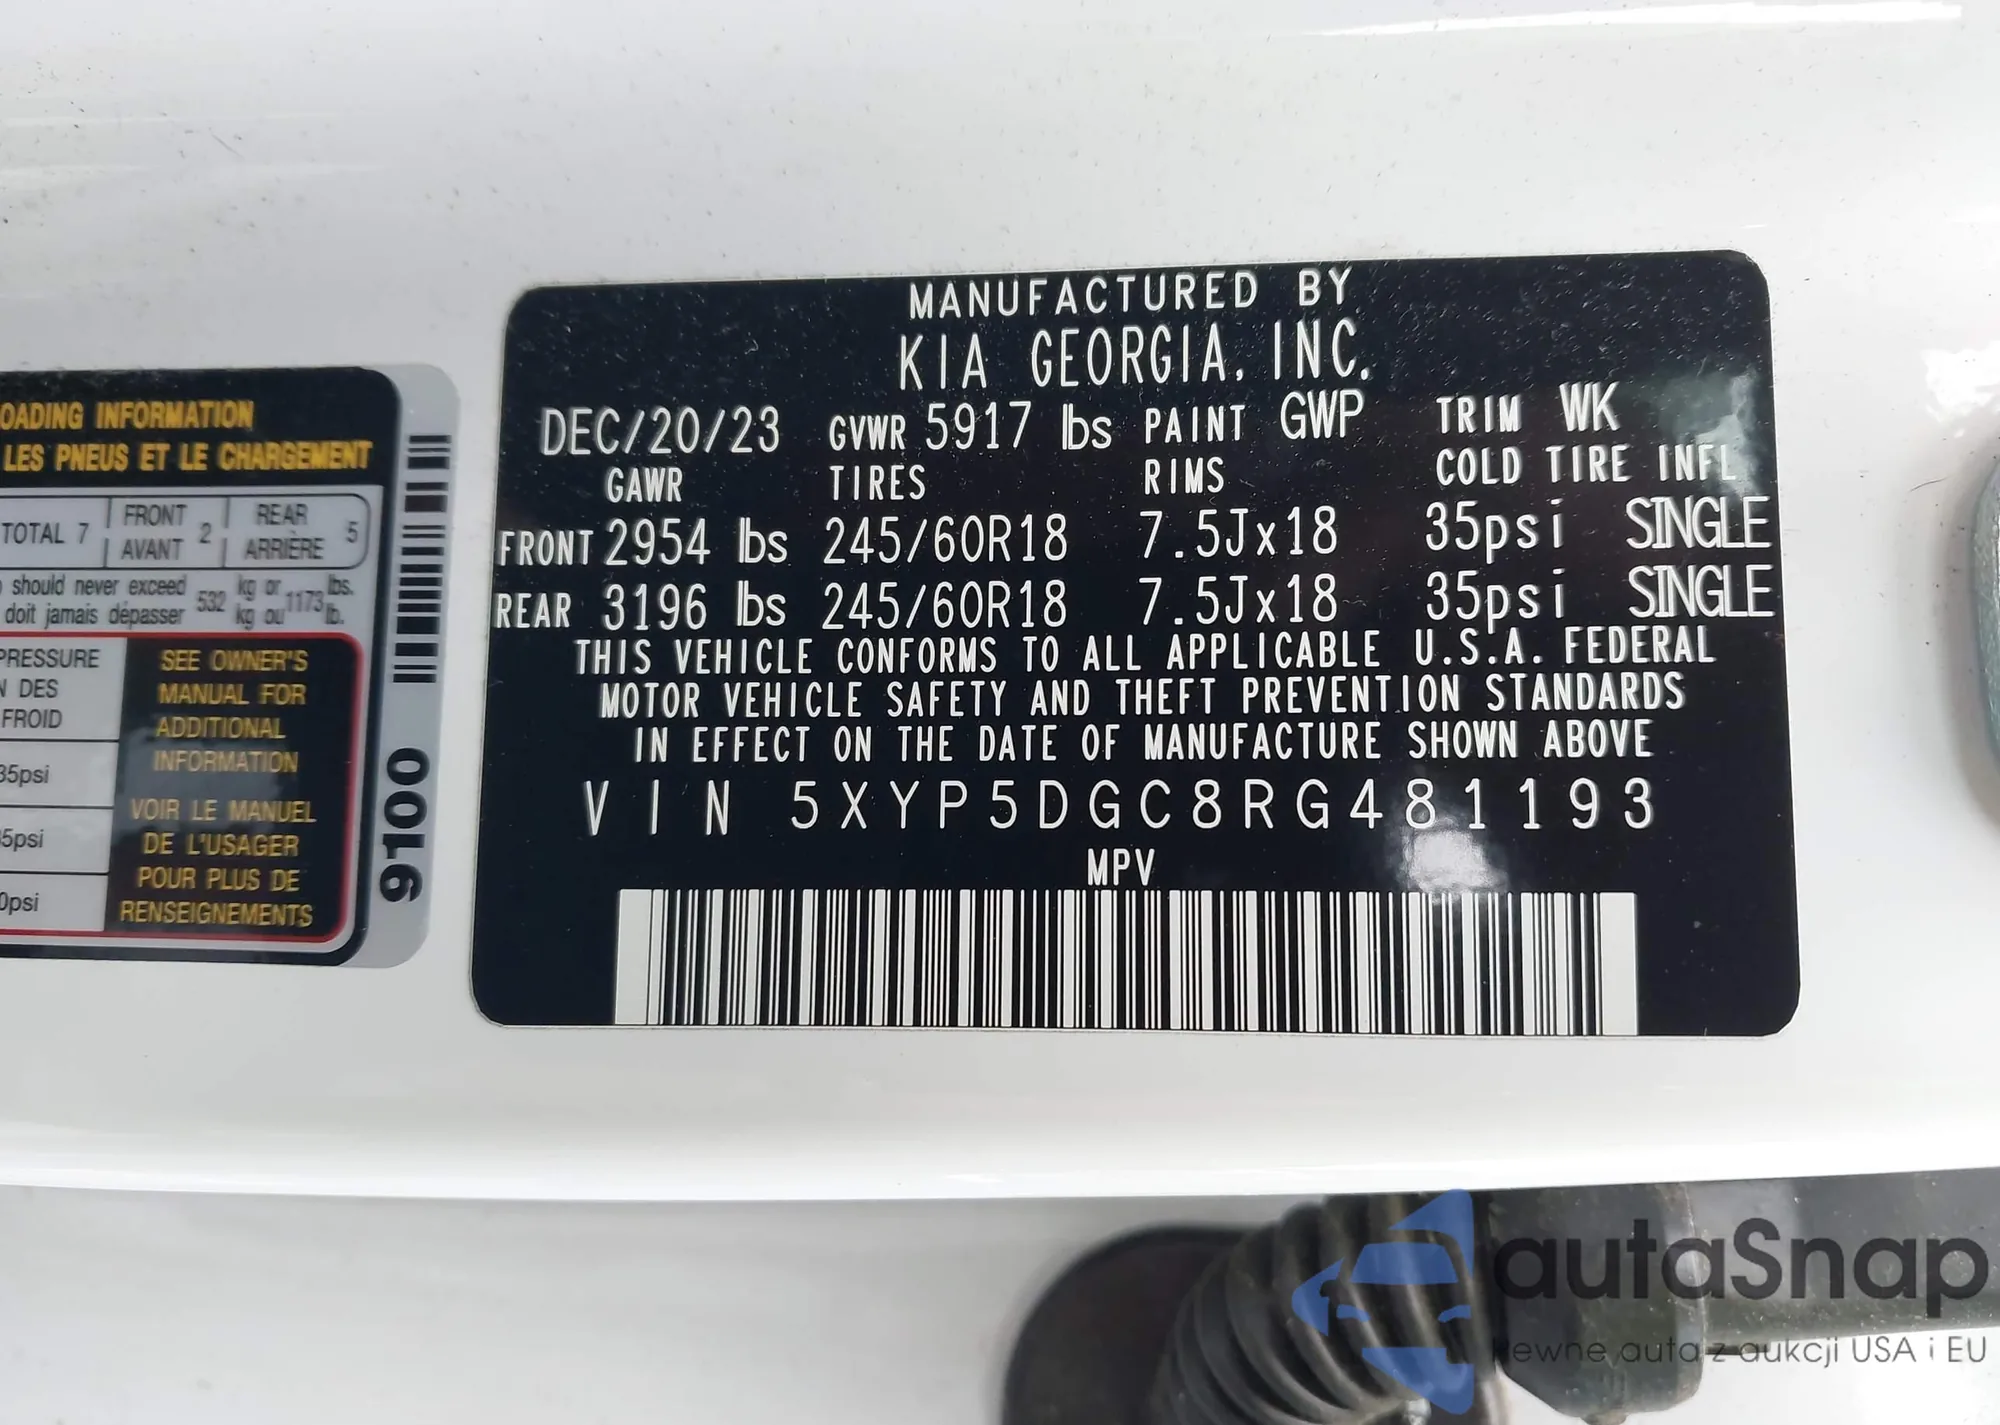 OADING INFORMATION
LES PNEUS ET LE CHARGEMENT
TOTAL 7 FRONT AVANT 2 REAR ARRIÈRE 5
should never exceed 532 kg or 1173 lbs.
doit jamais dépasser kg ou lb.
PRESSURE
N DES
FROID
35psi
5psi
0psi
SEE OWNER'S
MANUAL FOR
ADDITIONAL
INFORMATION
VOIR LE MANUEL
DE L'USAGER
POUR PLUS DE
RENSEIGNEMENTS
9100
MANUFACTURED BY
KIA GEORGIA, INC.
DEC/20/23 GVWR 5917 lbs PAINT GWP TRIM WK
GAWR TIRES RIMS COLD TIRE INFL
FRONT 2954 lbs 245/60R18 7.5Jx18 35psi SINGLE
REAR 3196 lbs 245/60R18 7.5Jx18 35psi SINGLE
THIS VEHICLE CONFORMS TO ALL APPLICABLE U.S.A. FEDERAL
MOTOR VEHICLE SAFETY AND THEFT PREVENTION STANDARDS
IN EFFECT ON THE DATE OF MANUFACTURE SHOWN ABOVE
VIN 5XYP5DGC8RG481193
MPV
autaSnap
Pewne auta z aukcji USA i EU